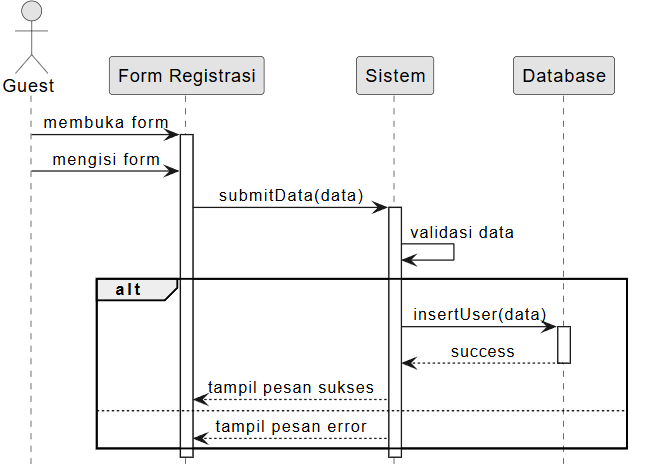 Guest
Form Registrasi
Sistem
Database
membuka form
mengisi form
submitData(data)
validasi data
alt
insertUser(data)
success
tampil pesan sukses
tampil pesan error